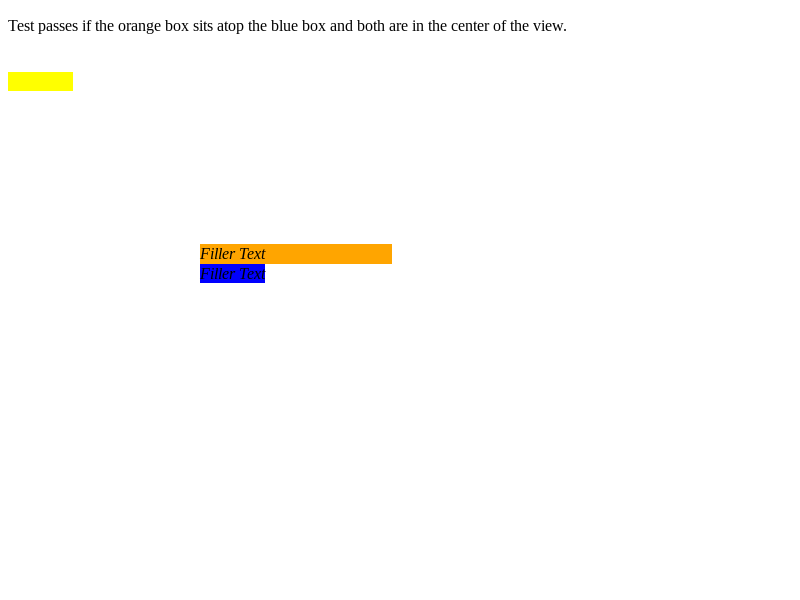 Test passes if the orange box sits atop the blue box and both are in the center of the view.
Filler Text
Filler Text